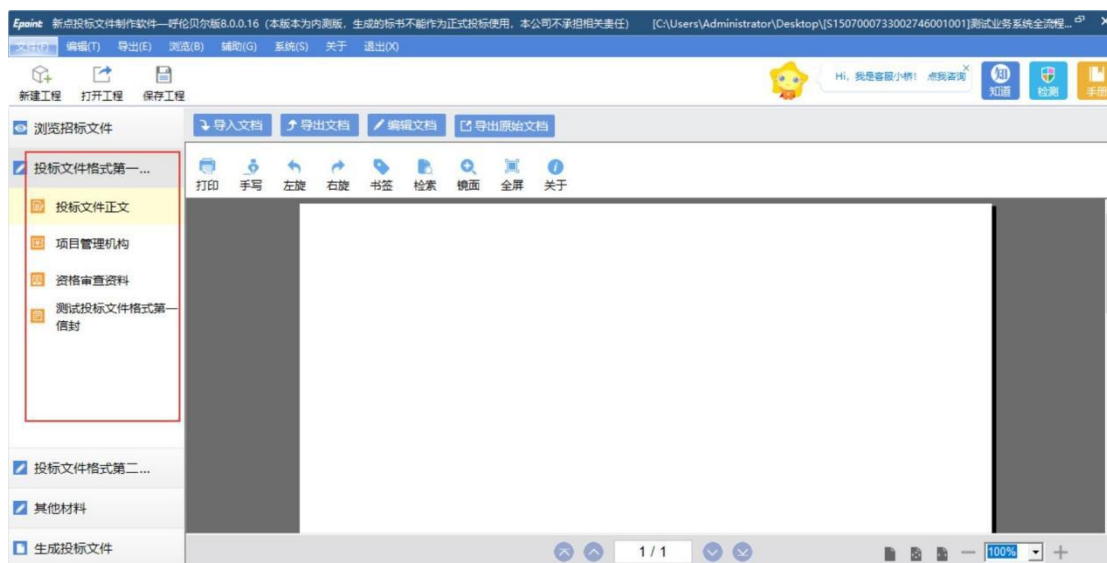 Epoint 新点投标文件制作软件—呼伦贝尔版8.0.0.16（本版本为内测版，生成的标书不能作为正式投标使用，本公司不承担相关责任） [C:\Users\Administrator\Desktop\[S1507000733002746001001]测试业务系统全流程...
文件(F) 编辑(T) 导出(E) 浏览(B) 辅助(G) 系统(S) 关于 退出(X)
新建工程 打开工程 保存工程
Hi，我是客服小桥！ 点我咨询
知
知道 检测 手册
浏览招标文件
导入文档 导出文档 编辑文档 导出原始文档
投标文件格式第一...
打印 手写 左旋 右旋 书签 检索 镜面 全屏 关于
投标文件正文
项目管理机构
资格审查资料
测试投标文件格式第一
信封
投标文件格式第二...
其他材料
生成投标文件
1 / 1
100%